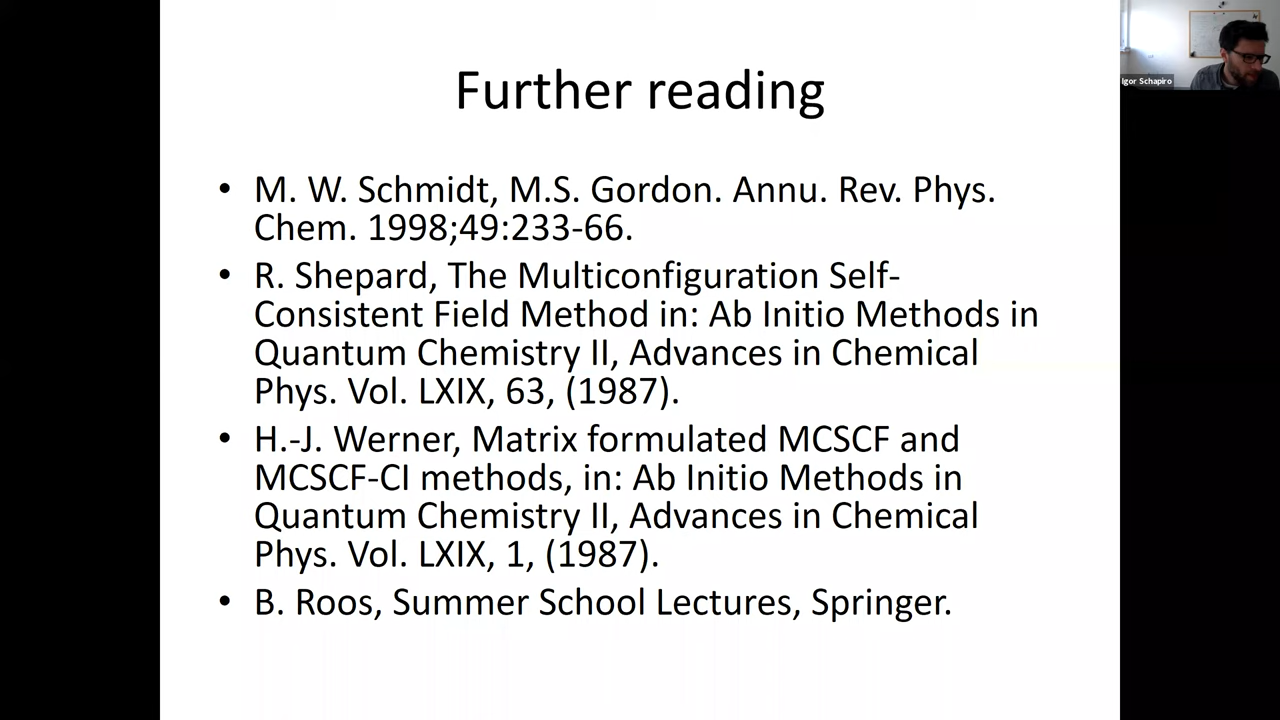 Further reading
• M. W. Schmidt, M.S. Gordon. Annu. Rev. Phys.
Chem. 1998;49:233-66.
• R. Shepard, The Multiconfiguration Self-
Consistent Field Method in: Ab Initio Methods in
Quantum Chemistry II, Advances in Chemical
Phys. Vol. LXIX, 63, (1987).
• H.-J. Werner, Matrix formulated MCSCF and
MCSCF-CI methods, in: Ab Initio Methods in
Quantum Chemistry II, Advances in Chemical
Phys. Vol. LXIX, 1, (1987).
• B. Roos, Summer School Lectures, Springer.
Igor Schapiro